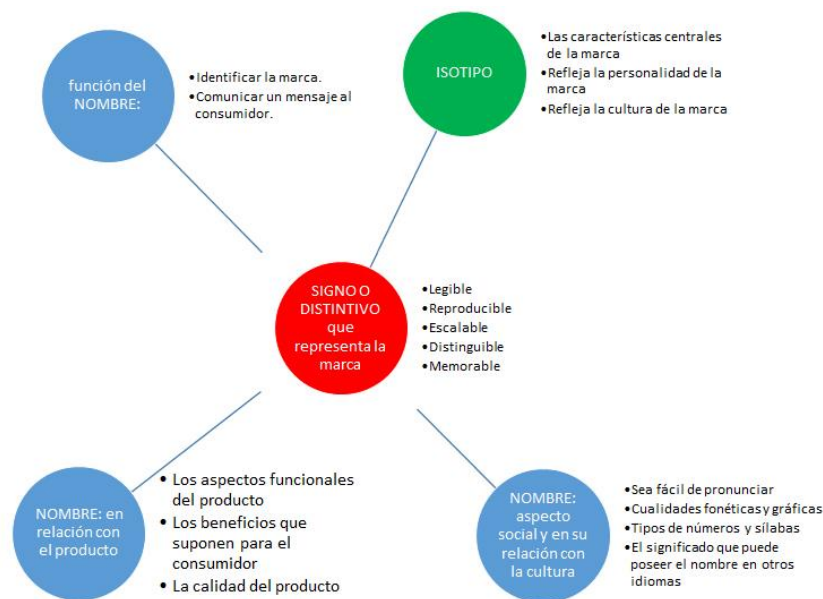 función del
NOMBRE:
•Identificar la marca.
•Comunicar un mensaje al
consumidor.
ISOTIPO
•Las características centrales
de la marca
•Refleja la personalidad de la
marca
•Refleja la cultura de la marca
SIGNO O
DISTINTIVO
que
representa la
marca
•Legible
•Reproducible
•Escalable
•Distinguible
•Memorable
NOMBRE: en
relación con
el producto
• Los aspectos funcionales
del producto
• Los beneficios que
suponen para el
consumidor
• La calidad del producto
NOMBRE:
aspecto
social y en su
relación con
la cultura
•Sea fácil de pronunciar
•Cualidades fonéticas y gráficas
•Tipos de números y sílabas
•El significado que puede
poseer el nombre en otros
idiomas